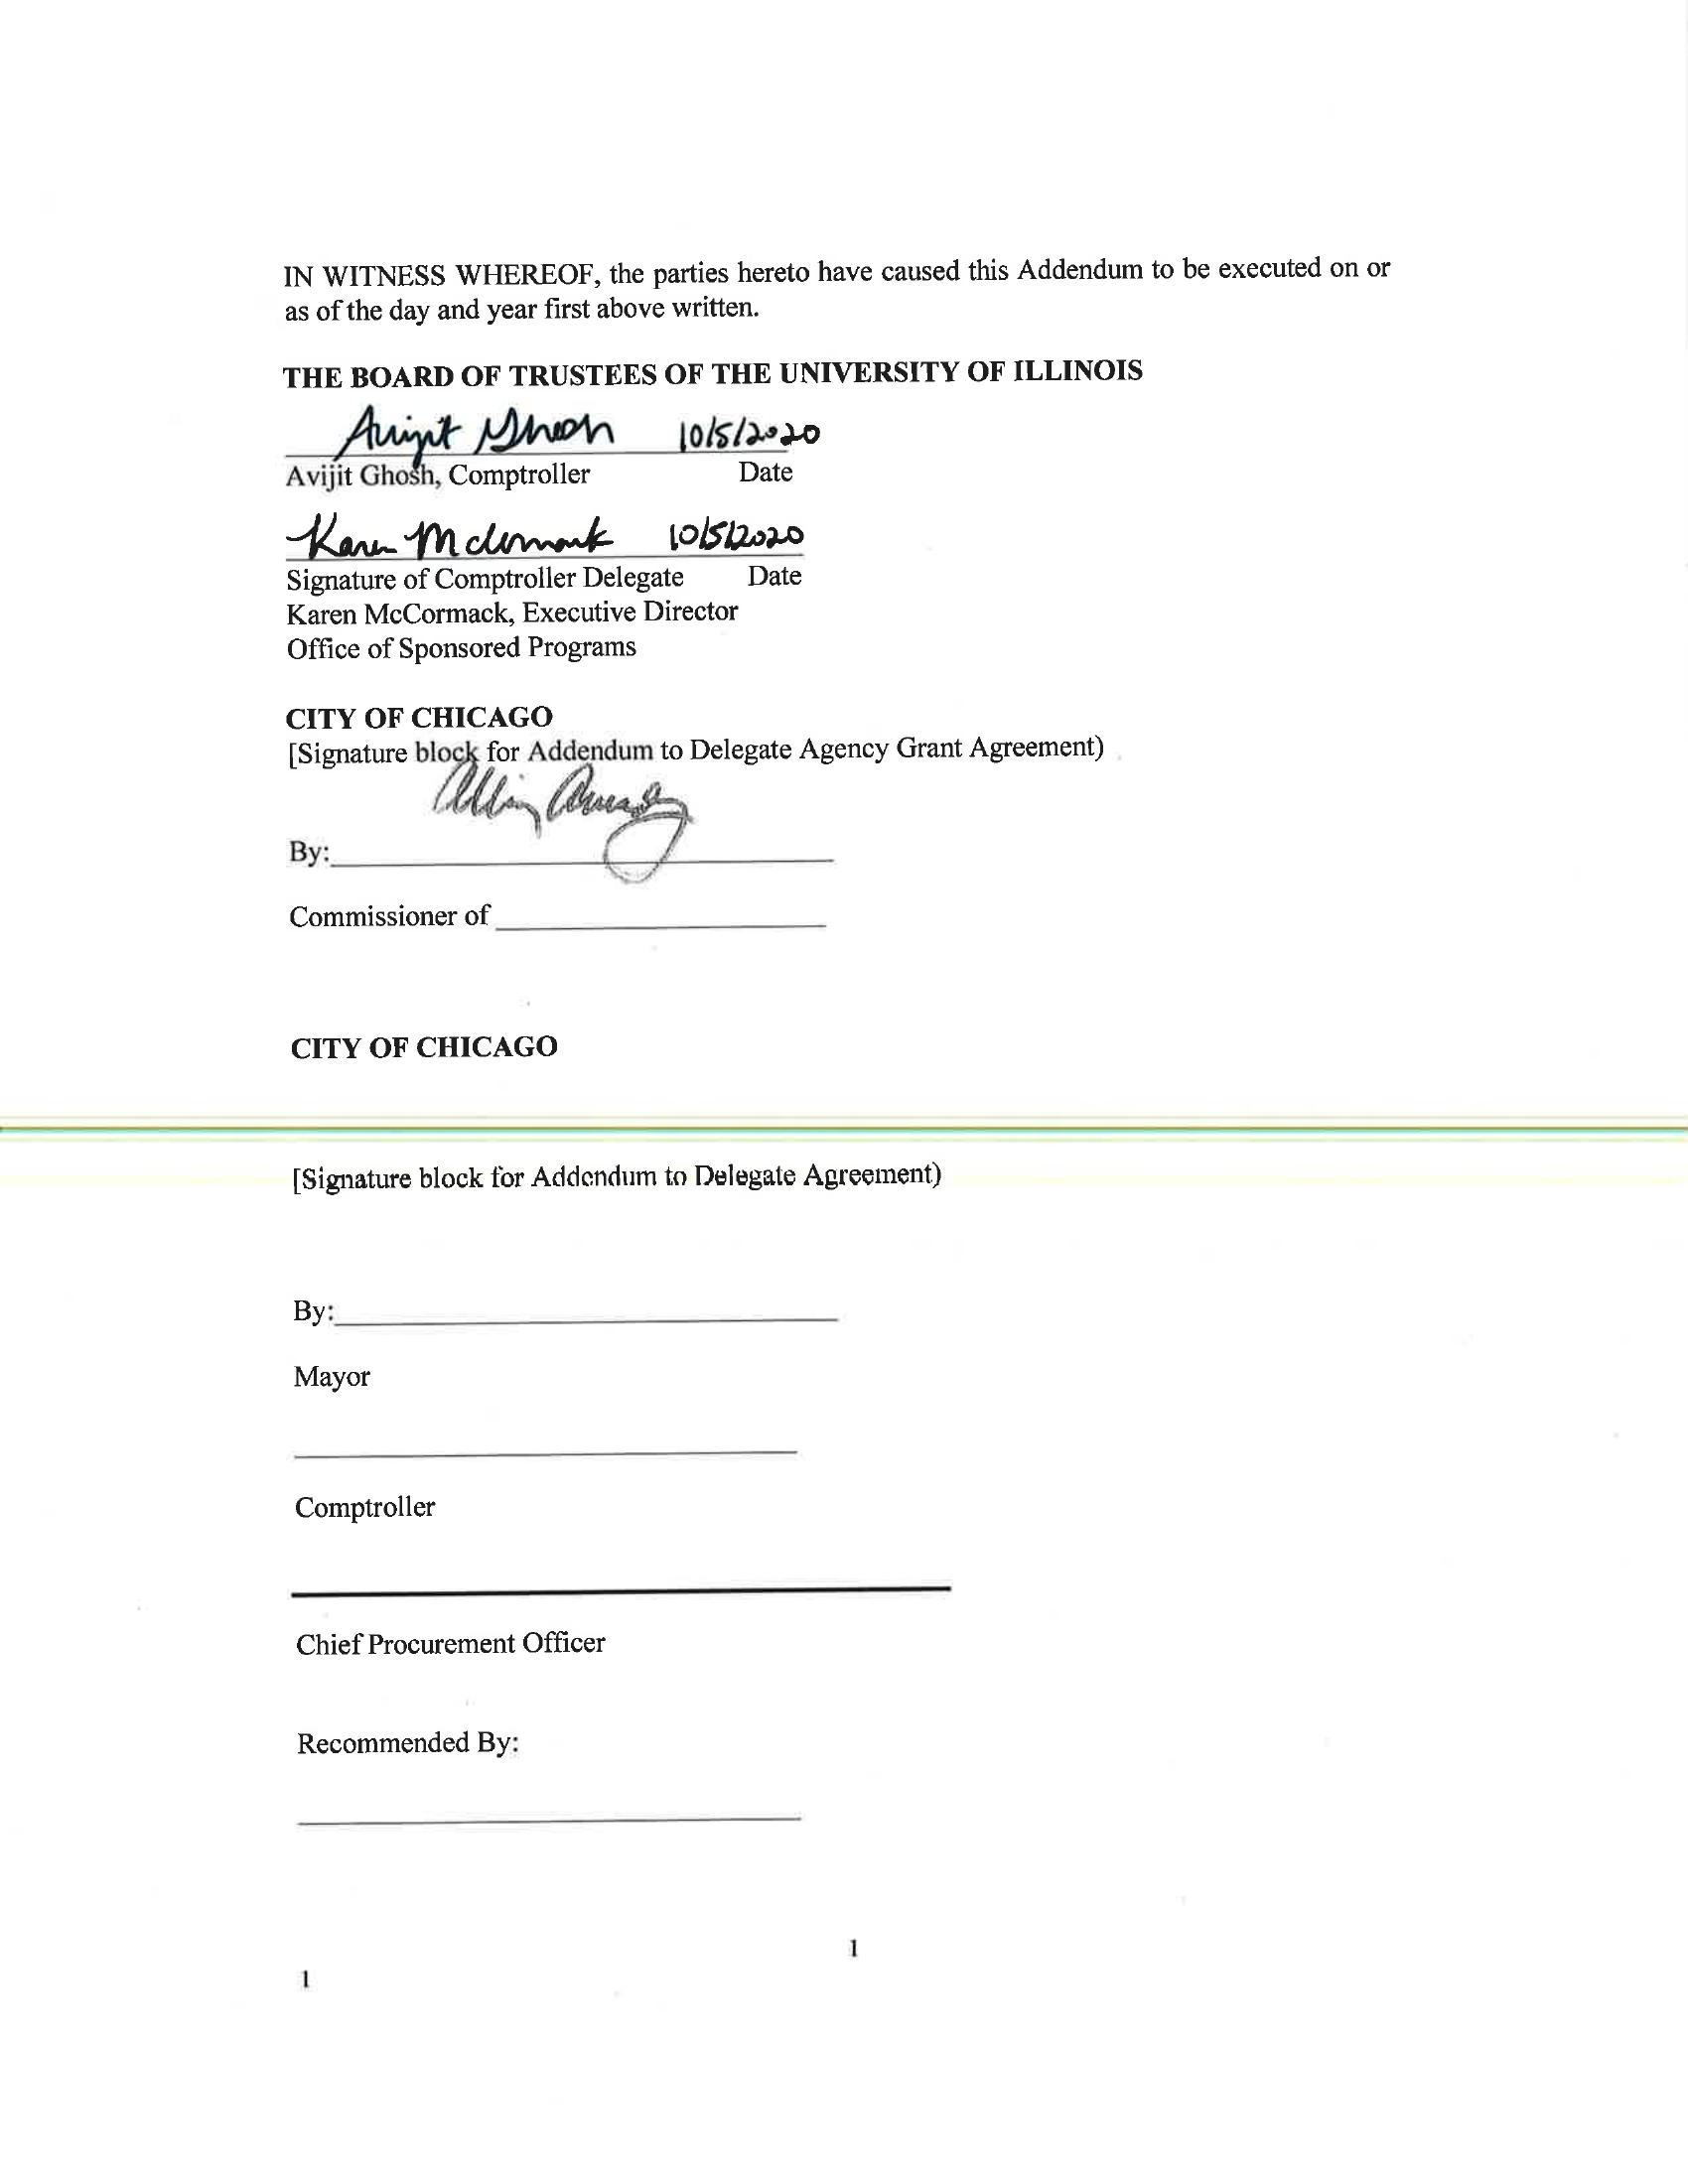 IN WITNESS WHEREOF, the parties hereto have caused this Addendum to be executed on or
as of the day and year first above written.
THE BOARD OF TRUSTEES OF THE UNIVERSITY OF ILLINOIS
Avijit Ghosh 10/5/2020
Avijit Ghosh, Comptroller Date
Karen McCormack 10/5/2020
Signature of Comptroller Delegate Date
Karen McCormack, Executive Director
Office of Sponsored Programs
CITY OF CHICAGO
[Signature block for Addendum to Delegate Agency Grant Agreement)
By:
Commissioner of
CITY OF CHICAGO
[Signature block for Addendum to Delegate Agreement)
By:
Mayor
Comptroller
Chief Procurement Officer
Recommended By:
1
1